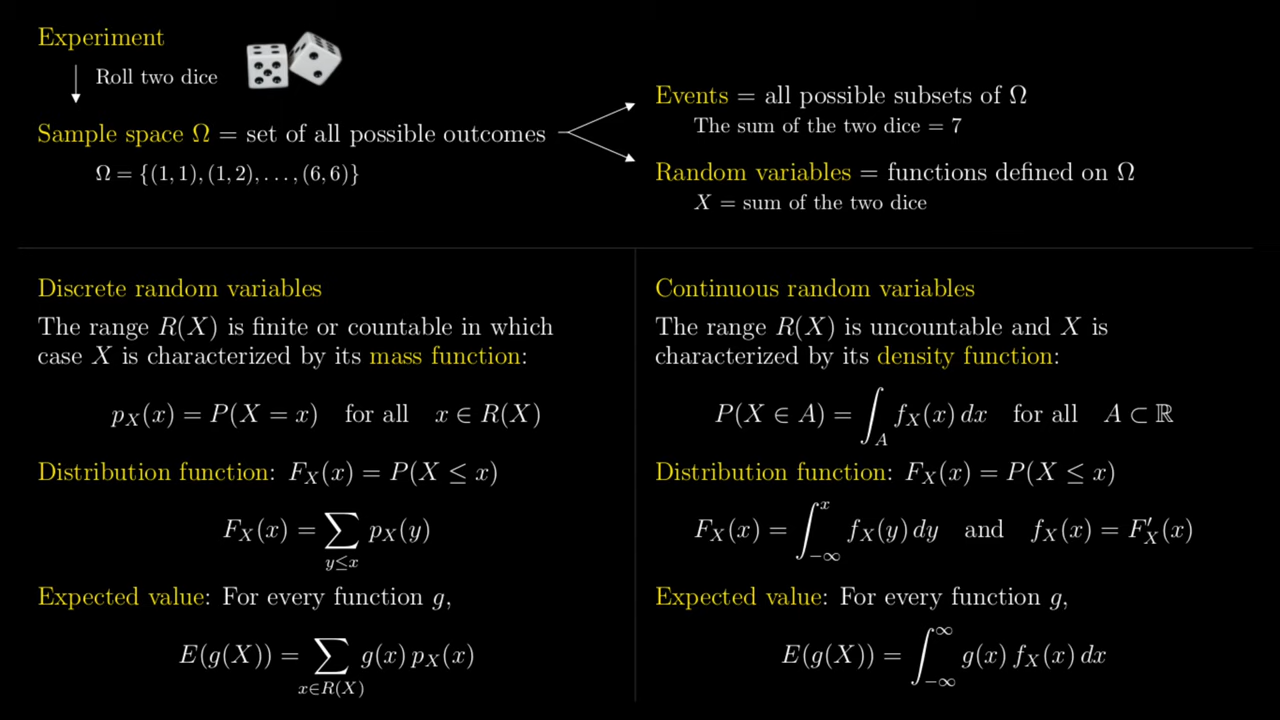 Experiment
Roll two dice
Sample space Ω = set of all possible outcomes
Ω = {(1, 1), (1, 2), . . . , (6, 6)}
Events = all possible subsets of Ω
The sum of the two dice = 7
Random variables = functions defined on Ω
X = sum of the two dice
Discrete random variables
The range R(X) is finite or countable in which
case X is characterized by its mass function:
p_X(x) = P(X = x) for all x ∈ R(X)
Distribution function: F_X(x) = P(X ≤ x)
F_X(x) = ∑_{y≤x} p_X(y)
Expected value: For every function g,
E(g(X)) = ∑_{x∈R(X)} g(x) p_X(x)
Continuous random variables
The range R(X) is uncountable and X is
characterized by its density function:
P(X ∈ A) = ∫_A f_X(x) dx for all A ⊂ ℝ
Distribution function: F_X(x) = P(X ≤ x)
F_X(x) = ∫_{−∞}^{x} f_X(y) dy and f_X(x) = F′_X(x)
Expected value: For every function g,
E(g(X)) = ∫_{−∞}^{∞} g(x) f_X(x) dx